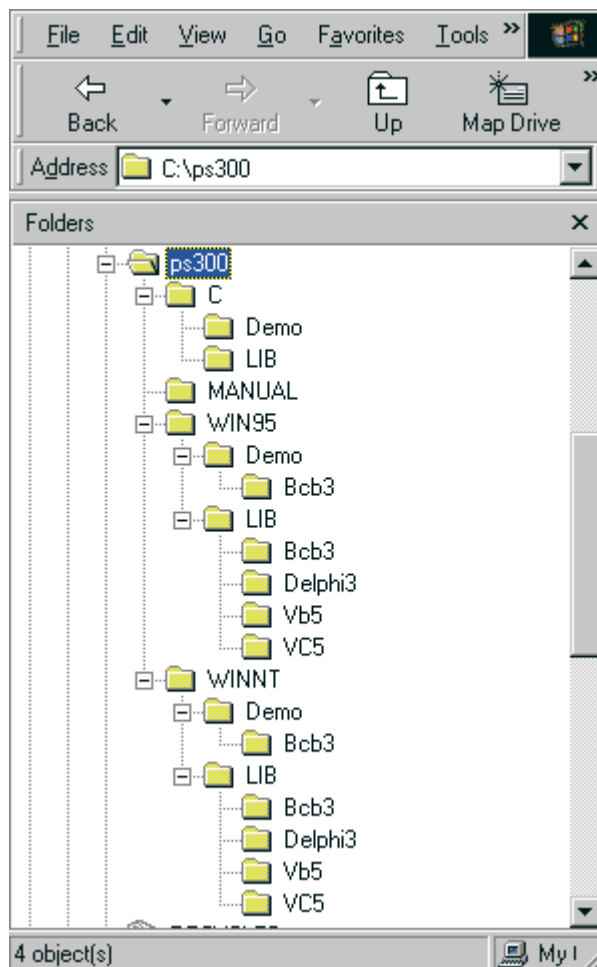 File Edit View Go Favorites Tools »
Back Forward Up Map Drive »
Address C:\ps300
Folders
ps300
C
Demo
LIB
MANUAL
WIN95
Demo
Bcb3
LIB
Bcb3
Delphi3
Vb5
VC5
WINNT
Demo
Bcb3
LIB
Bcb3
Delphi3
Vb5
VC5
4 object(s) My